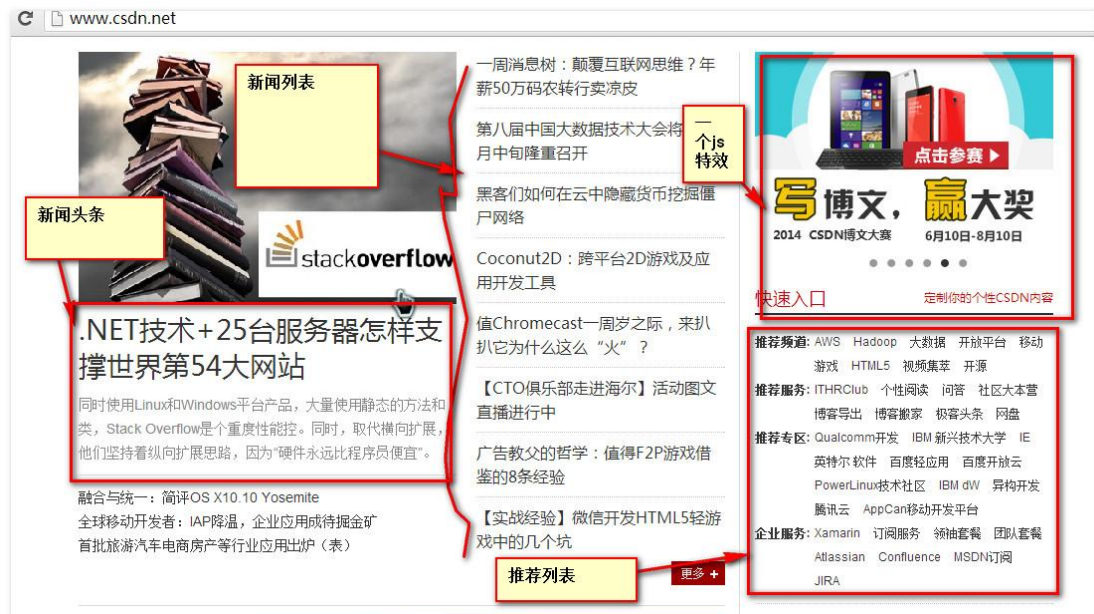 www.csdn.net
新闻列表
新闻头条
stackoverflow
.NET技术+25台服务器怎样支
撑世界第54大网站
同时使用Linux和Windows平台产品，大量使用静态的方法和
类，Stack Overflow是个重度性能控。同时，取代横向扩展，
他们坚持着纵向扩展思路，因为“硬件永远比程序员便宜”。
融合与统一：简评OS X10.10 Yosemite
全球移动开发者：IAP降温，企业应用成待掘金矿
首批旅游汽车电商房产等行业应用出炉（表）
一周消息树：颠覆互联网思维？年
薪50万码农转行卖凉皮
第八届中国大数据技术大会将
月中旬隆重召开
黑客们如何在云中隐藏货币挖掘僵
尸网络
Coconut2D：跨平台2D游戏及应
用开发工具
值Chromecast一周岁之际，来扒
扒它为什么这么“火”？
【CTO俱乐部走进海尔】活动图文
直播进行中
广告教父的哲学：值得F2P游戏借
鉴的8条经验
【实战经验】微信开发HTML5轻游
戏中的几个坑
更多 +
推荐列表
一
个js
特效
点击参赛
写博文，赢大奖
2014 CSDN博文大赛 6月10日-8月10日
快速入口 定制你的个性CSDN内容
推荐频道: AWS Hadoop 大数据 开放平台 移动
游戏 HTML5 视频集萃 开源
推荐服务: ITHRClub 个性阅读 问答 社区大本营
博客导出 博客搬家 极客头条 网盘
推荐专区: Qualcomm开发 IBM 新兴技术大学 IE
英特尔 软件 百度轻应用 百度开放云
PowerLinux技术社区 IBM dW 异构开发
腾讯云 AppCan移动开发平台
企业服务: Xamarin 订阅服务 领袖套餐 团队套餐
Atlassian Confluence MSDN订阅
JIRA